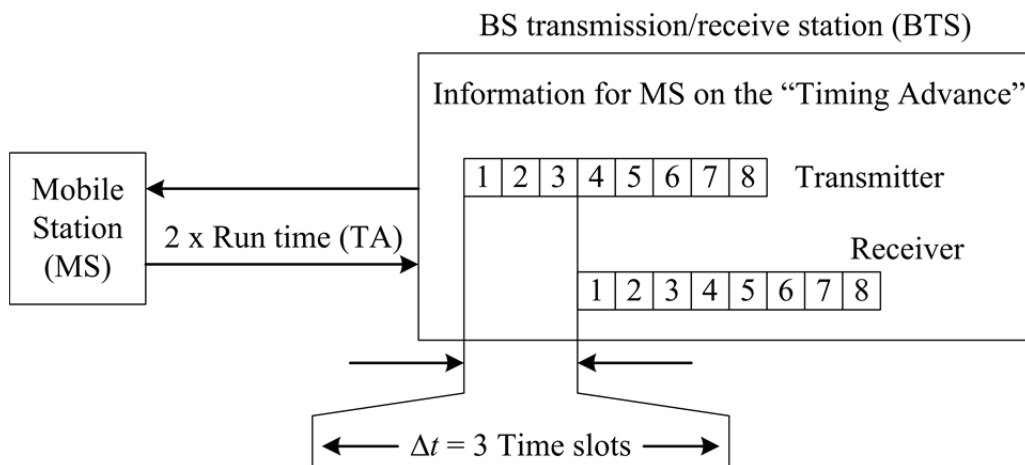 BS transmission/receive station (BTS)
Information for MS on the “Timing Advance”
1 2 3 4 5 6 7 8 Transmitter
Mobile
Station
(MS)
2 x Run time (TA)
Receiver
1 2 3 4 5 6 7 8
Δt = 3 Time slots